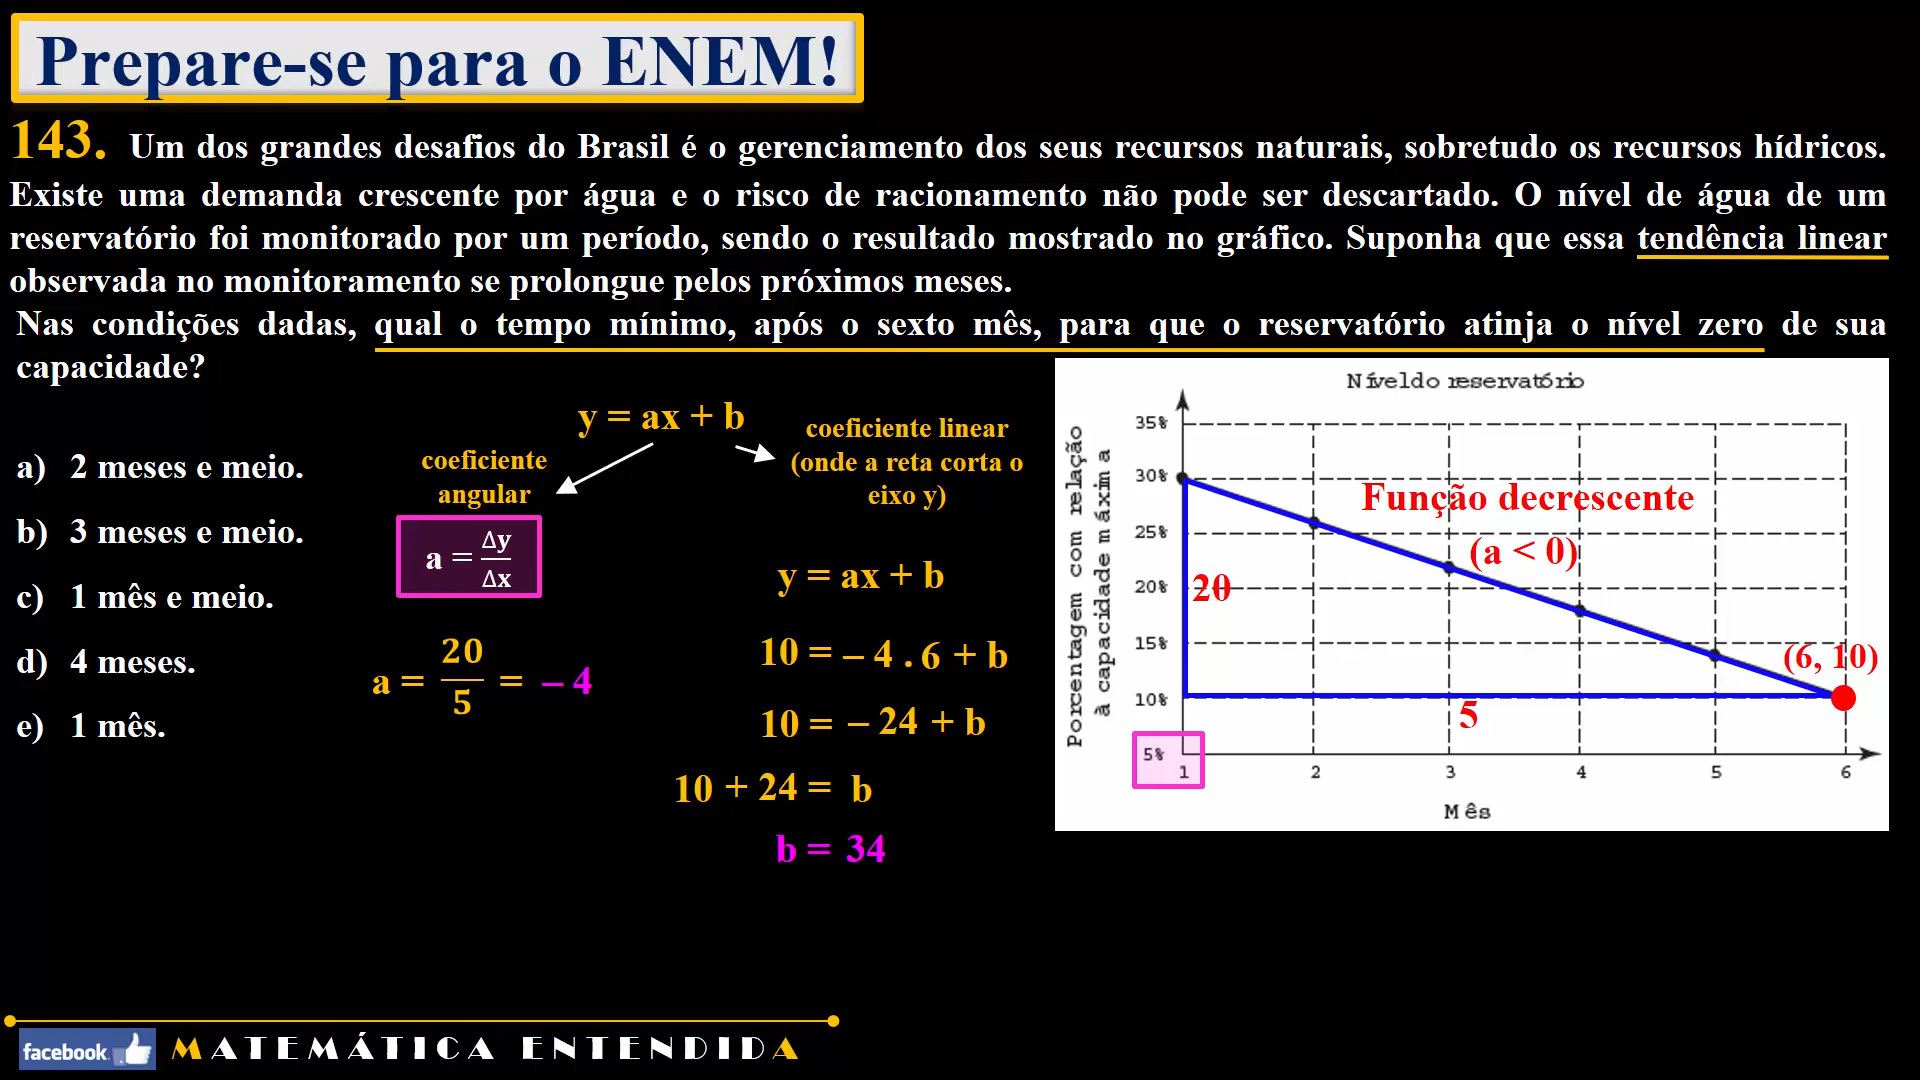 Prepare-se para o ENEM!
143. Um dos grandes desafios do Brasil é o gerenciamento dos seus recursos naturais, sobretudo os recursos hídricos.
Existe uma demanda crescente por água e o risco de racionamento não pode ser descartado. O nível de água de um
reservatório foi monitorado por um período, sendo o resultado mostrado no gráfico. Suponha que essa tendência linear
observada no monitoramento se prolongue pelos próximos meses.
Nas condições dadas, qual o tempo mínimo, após o sexto mês, para que o reservatório atinja o nível zero de sua
capacidade?
a) 2 meses e meio.
b) 3 meses e meio.
c) 1 mês e meio.
d) 4 meses.
e) 1 mês.
y = ax + b
coeficiente
angular
a = Δy/Δx
a = 20/5 = – 4
coeficiente linear
(onde a reta corta o
eixo y)
y = ax + b
10 = – 4 . 6 + b
10 = – 24 + b
10 + 24 = b
b = 34
Nível do reservatório
Porcentagem com relação
à capacidade máxima
35%
30%
25%
20%
15%
10%
5%
Função decrescente
(a < 0)
20
(6, 10)
5
1 2 3 4 5 6
Mês
facebook
MATEMÁTICA ENTENDIDA